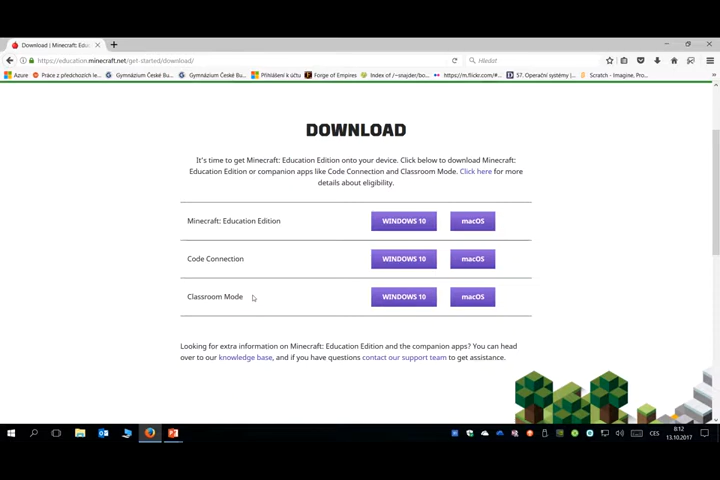 Download | Minecraft: Edu
https://education.minecraft.net/get-started/download/
Hledat
Azure Práce z předchozích le... Gymnázium České Bu... Gymnázium České Bu... Přihlášení k účtu Forge of Empires Index of /~snajder/bo... https://m.flickr.com/#... 57. Operační systémy |... Scratch - Imagine, Pro...
DOWNLOAD
It's time to get Minecraft: Education Edition onto your device. Click below to download Minecraft:
Education Edition or companion apps like Code Connection and Classroom Mode. Click here for more
details about eligibility.
Minecraft: Education Edition WINDOWS 10 macOS
Code Connection WINDOWS 10 macOS
Classroom Mode WINDOWS 10 macOS
Looking for extra information on Minecraft: Education Edition and the companion apps? You can head
over to our knowledge base, and if you have questions contact our support team to get assistance.
CES
8:12
13.10.2017